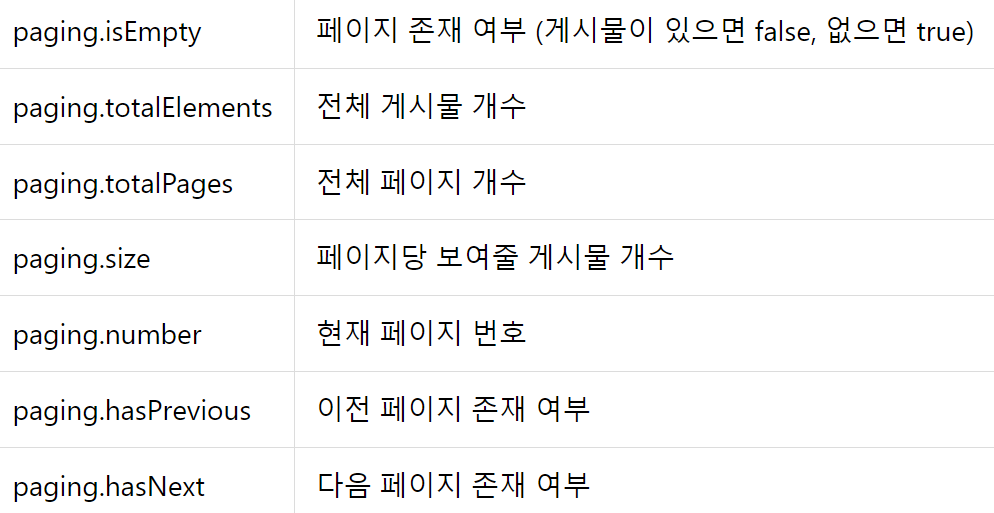 paging.isEmpty 페이지 존재 여부 (게시물이 있으면 false, 없으면 true)
paging.totalElements 전체 게시물 개수
paging.totalPages 전체 페이지 개수
paging.size 페이지당 보여줄 게시물 개수
paging.number 현재 페이지 번호
paging.hasPrevious 이전 페이지 존재 여부
paging.hasNext 다음 페이지 존재 여부